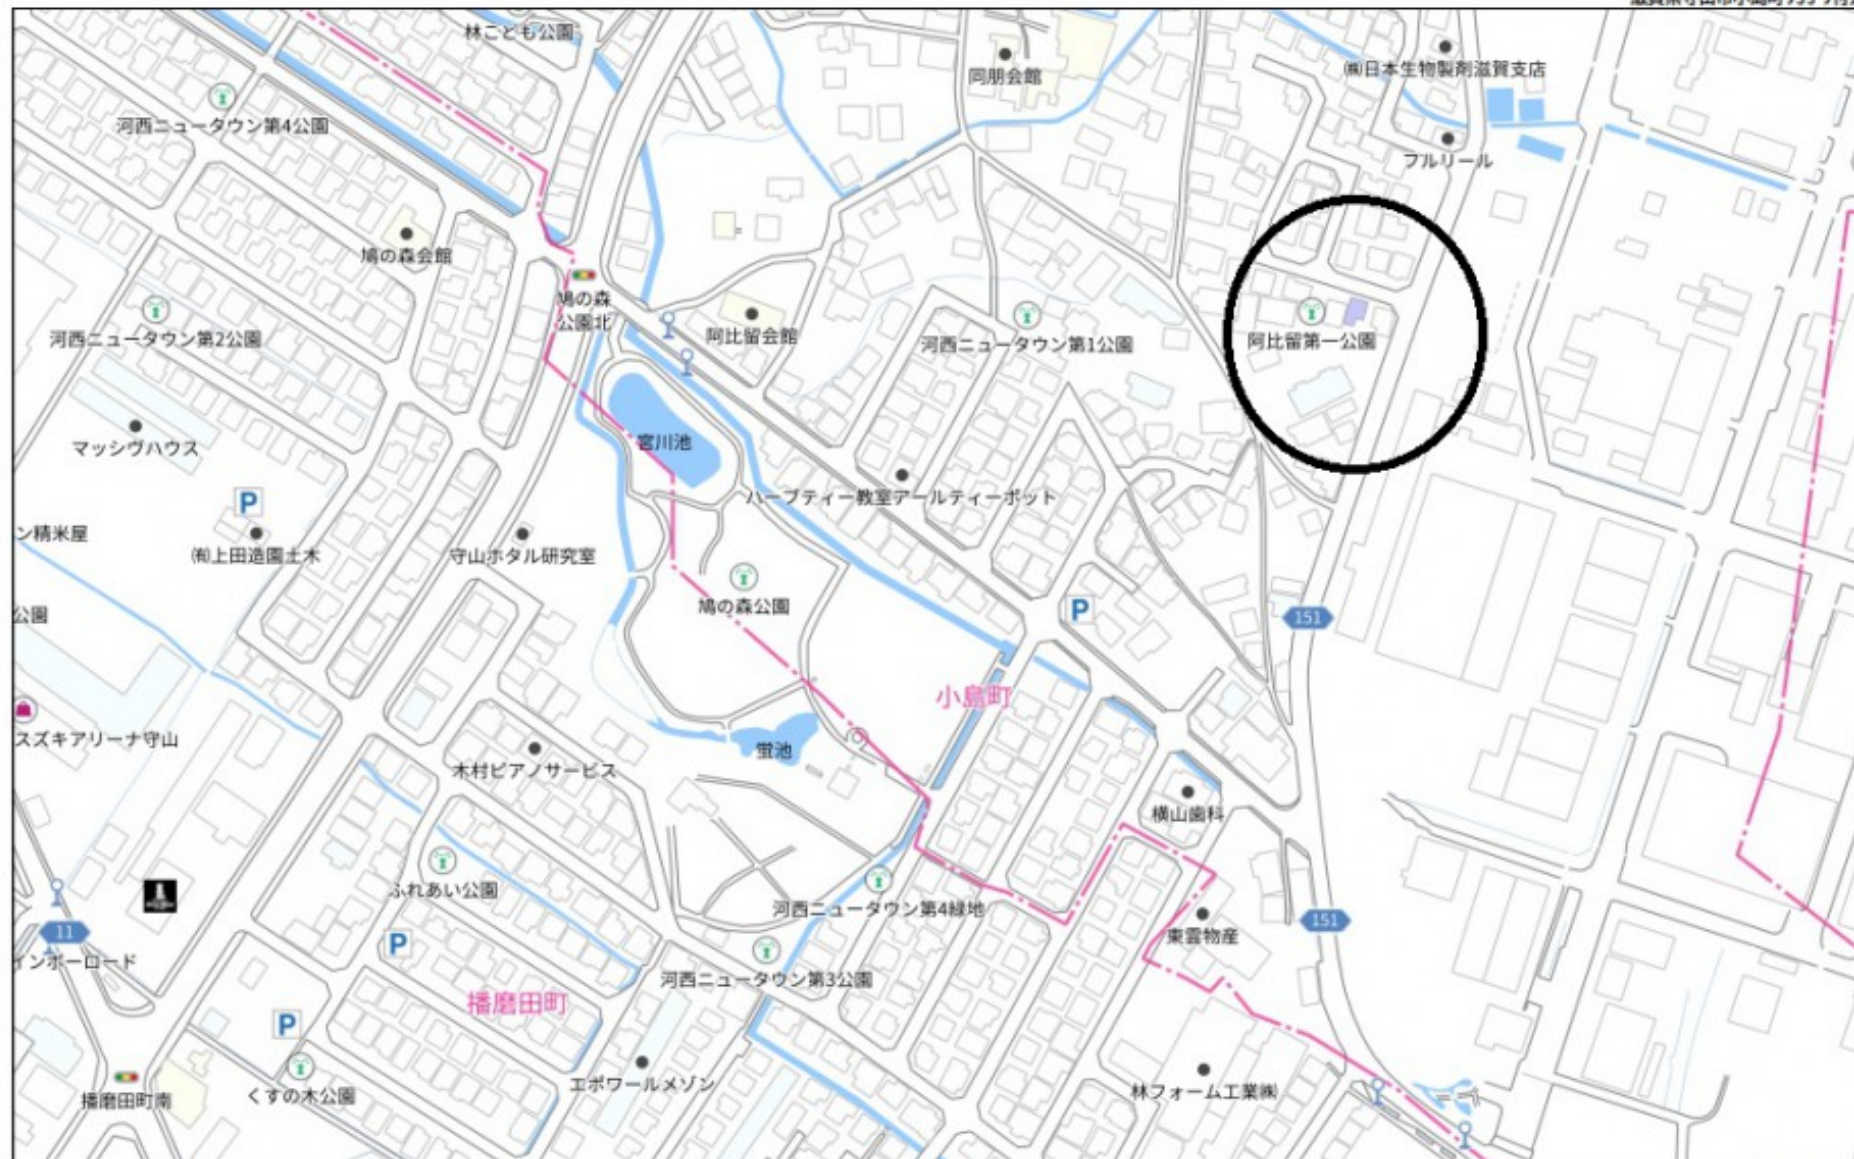 林こども公園
同朋会館
㈱日本生物製剤滋賀支店
河西ニュータウン第4公園
フルリール
鳩の森会館
鳩の森
公園北
阿比留会館
河西ニュータウン第2公園
河西ニュータウン第1公園
阿比留第一公園
マッシヴハウス
宮川池
P
ハーブティー教室アールティーポット
ン精米屋
㈲上田造園土木
守山ホタル研究室
鳩の森公園
P
公園
151
小島町
スズキアリーナ守山
蛍池
木村ピアノサービス
横山歯科
ふれあい公園
河西ニュータウン第4緑地
151
11
東雲物産
P
インボーロード
河西ニュータウン第3公園
播磨田町
P
エポワールメゾン
くすの木公園
林フォーム工業㈱
播磨田町南